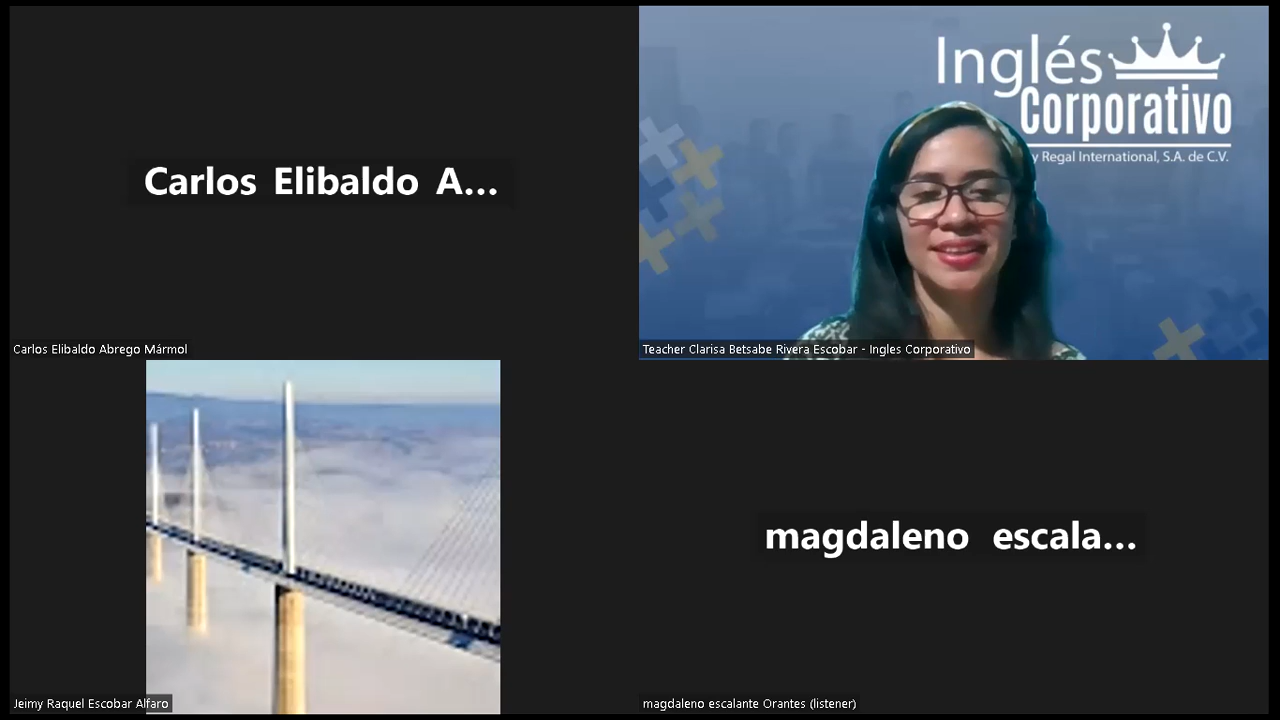 Carlos Elibaldo A...
Carlos Elibaldo Abrego Mármol
Inglés
Corporativo
y Regal International, S.A. de C.V.
Teacher Clarisa Betsabe Rivera Escobar - Ingles Corporativo
Jeimy Raquel Escobar Alfaro
magdaleno escala...
magdaleno escalante Orantes (listener)